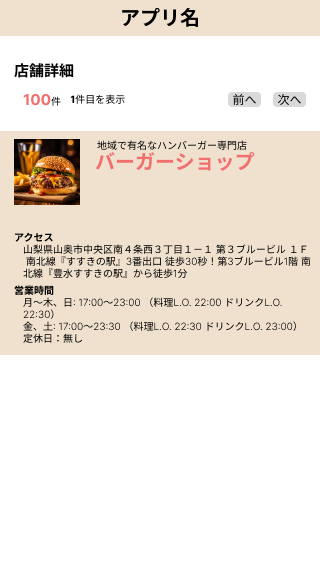 アプリ名
店舗詳細
100件 1件目を表示 前へ 次へ
地域で有名なハンバーガー専門店
バーガーショップ
アクセス
山梨県山奥市中央区南４条西３丁目１－１ 第３ブルービル １Ｆ
南北線『すすきの駅』3番出口 徒歩30秒！第3ブルービル1階 南
北線『豊水すすきの駅』から徒歩1分
営業時間
月～木、日: 17:00～23:00 （料理L.O. 22:00 ドリンクL.O.
22:30）
金、土: 17:00～23:30 （料理L.O. 22:30 ドリンクL.O. 23:00）
定休日：無し